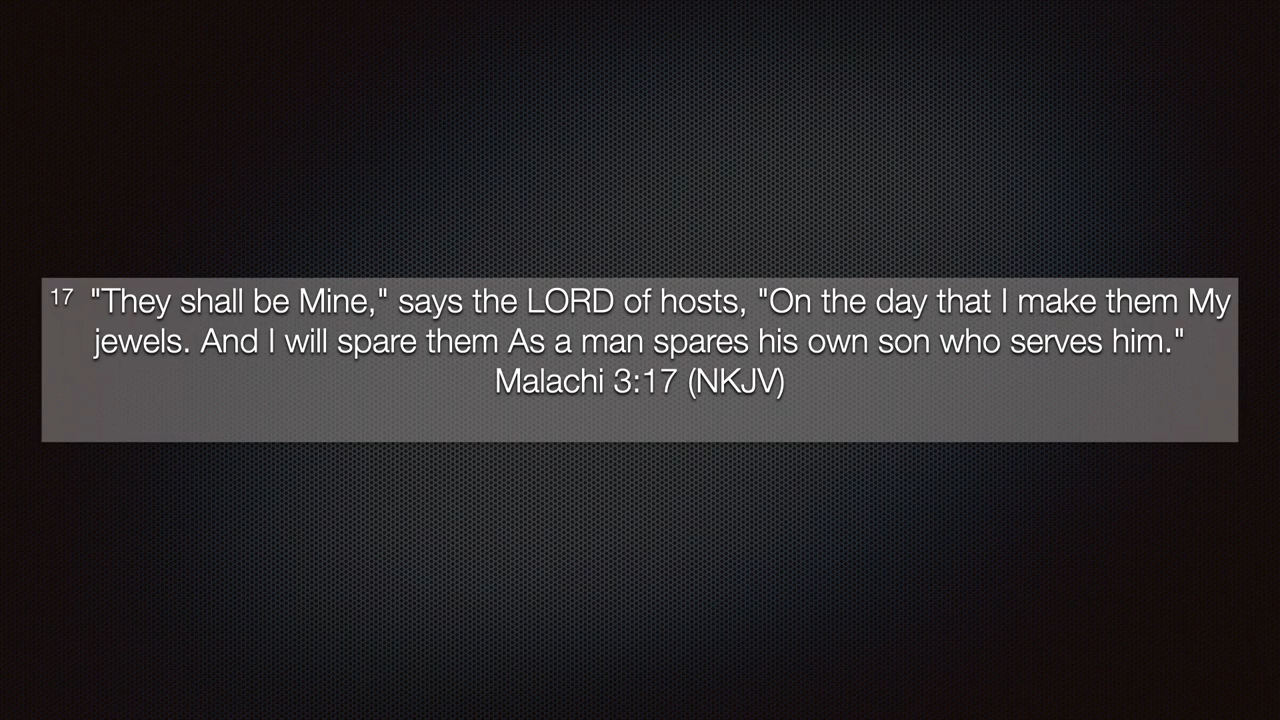 17 "They shall be Mine," says the LORD of hosts, "On the day that I make them My
jewels. And I will spare them As a man spares his own son who serves him."
Malachi 3:17 (NKJV)